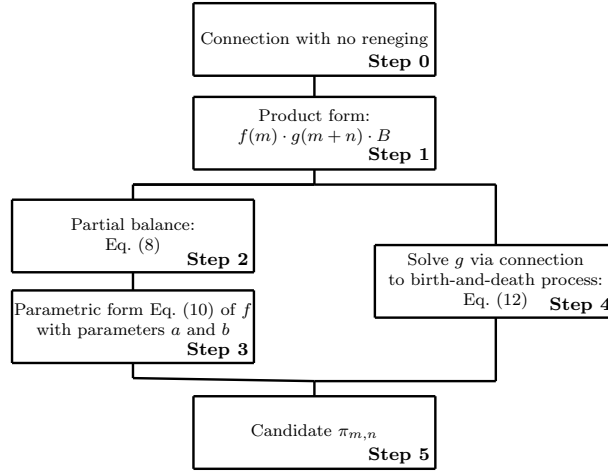 Connection with no reneging
Step 0
Product form:
f(m) · g(m + n) · B
Step 1
Partial balance:
Eq. (8)
Step 2
Parametric form Eq. (10) of f
with parameters a and b
Step 3
Solve g via connection
to birth-and-death process:
Eq. (12)
Step 4
Candidate πm,n
Step 5